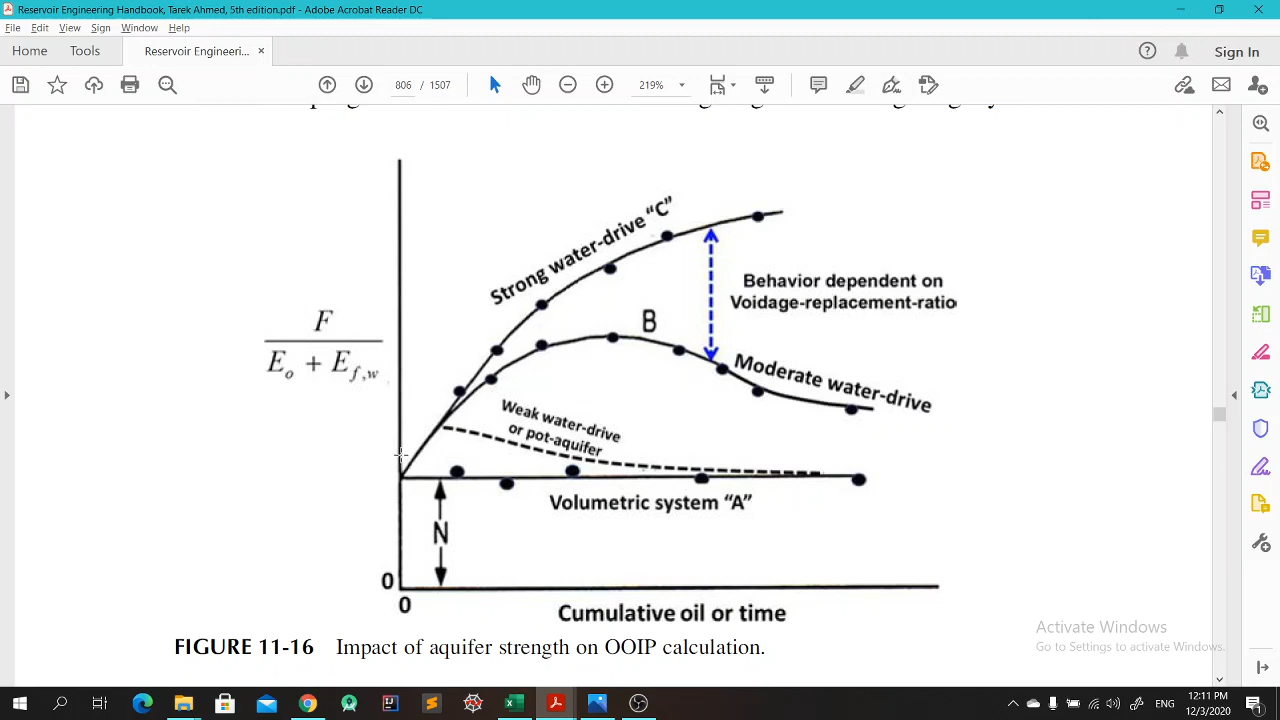 Reservoir Engineering Handbook, Tarek Ahmed, 5th edition.pdf - Adobe Acrobat Reader DC
File Edit View Sign Window Help
Home Tools Reservoir Engineeri... × Sign In
806 / 1507 219%
Strong water-drive “C”
Behavior dependent on
Voidage-replacement-ratio
B
F
E_o + E_f,w
Moderate water-drive
Weak water-drive
or pot-aquifer
Volumetric system “A”
N
0
0
Cumulative oil or time
FIGURE 11-16 Impact of aquifer strength on OOIP calculation.
Activate Windows
Go to Settings to activate Windows.
12:11 PM
12/3/2020